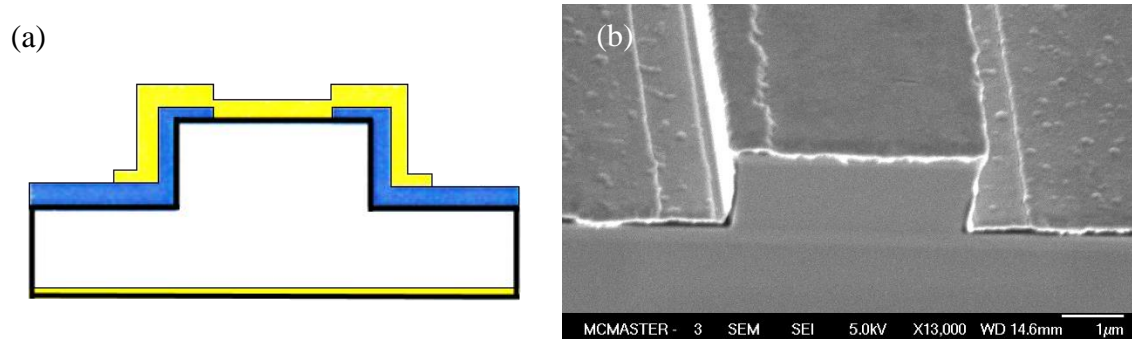 (a)
(b)
MCMASTER - 3 SEM SEI 5.0kV X13,000 WD 14.6mm 1μm